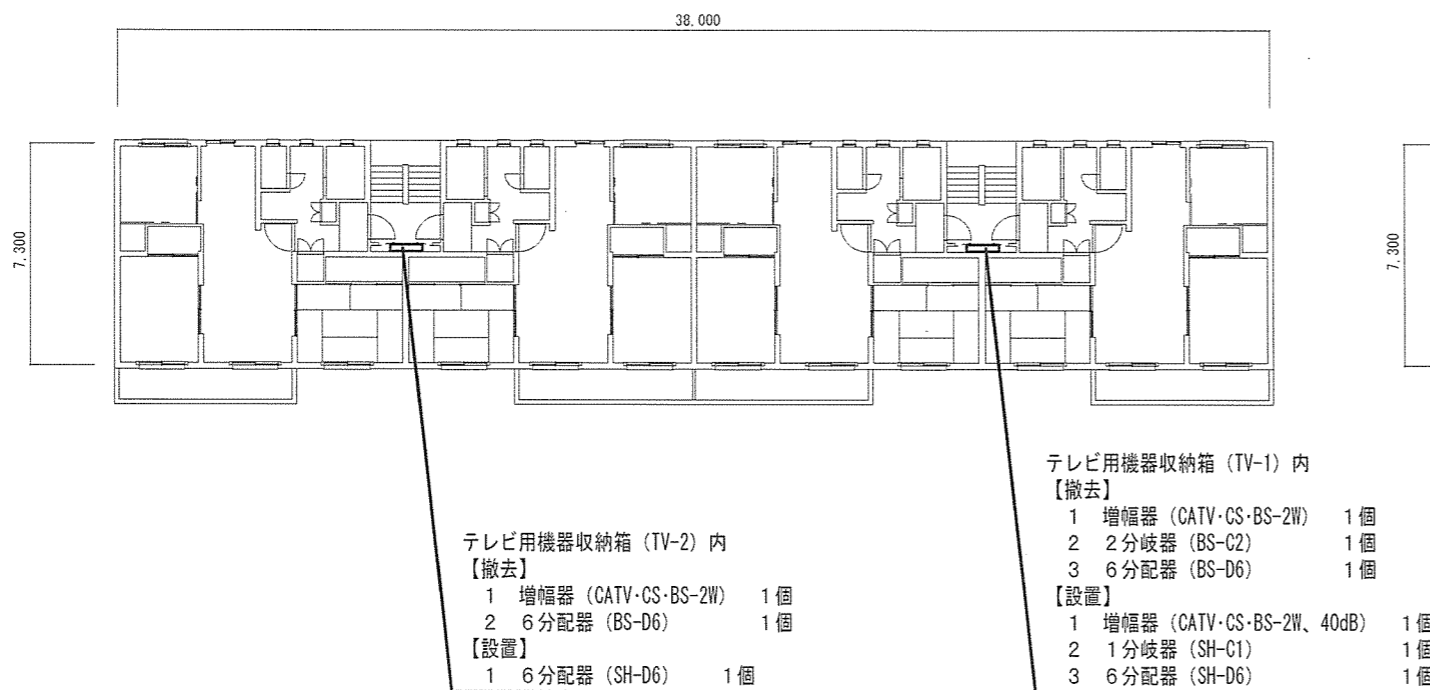 38,000
7,300
7,300
テレビ用機器収納箱（TV-2）内
【撤去】
1 増幅器（CATV･CS･BS-2W） 1個
2 6分配器（BS-D6） 1個
【設置】
1 6分配器（SH-D6） 1個
テレビ用機器収納箱（TV-1）内
【撤去】
1 増幅器（CATV･CS･BS-2W） 1個
2 2分岐器（BS-C2） 1個
3 6分配器（BS-D6） 1個
【設置】
1 増幅器（CATV･CS･BS-2W、40dB） 1個
2 1分岐器（SH-C1） 1個
3 6分配器（SH-D6） 1個